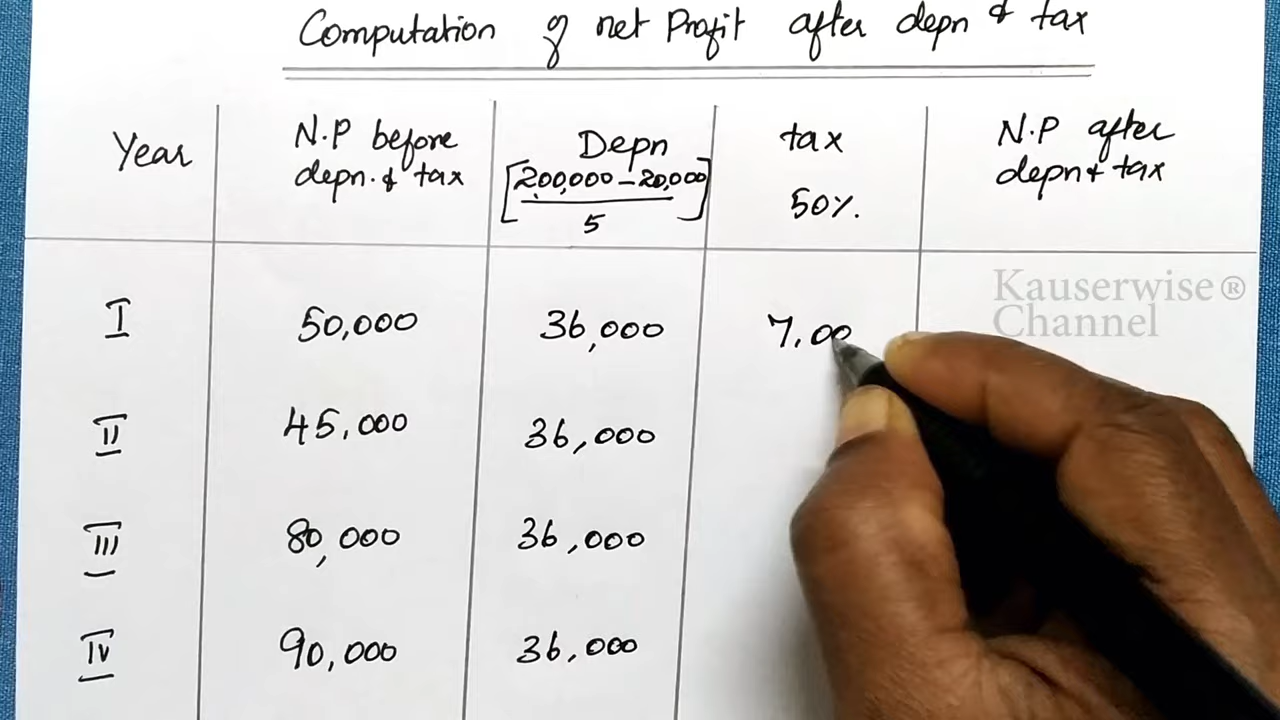 Computation of net Profit after depn & tax
Year
N.P before
depn. & tax
Depn
[200,000 – 20,000]
5
tax
50%.
N.P after
depn & tax
I 50,000 36,000 7,00
II 45,000 36,000
III 80,000 36,000
IV 90,000 36,000
Kauserwise®
Channel